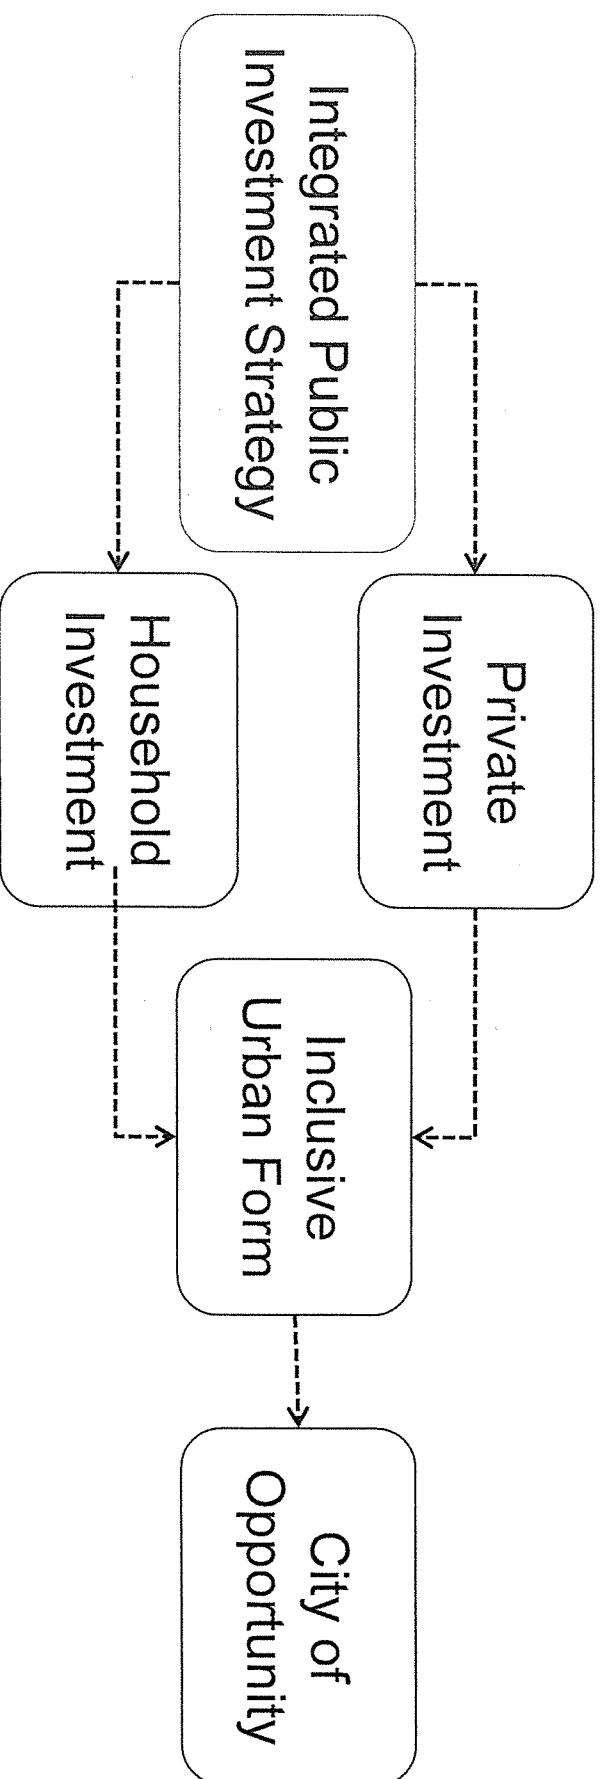 Integrated Public
Investment Strategy
Private
Investment
Household
Investment
Inclusive
Urban Form
City of
Opportunity